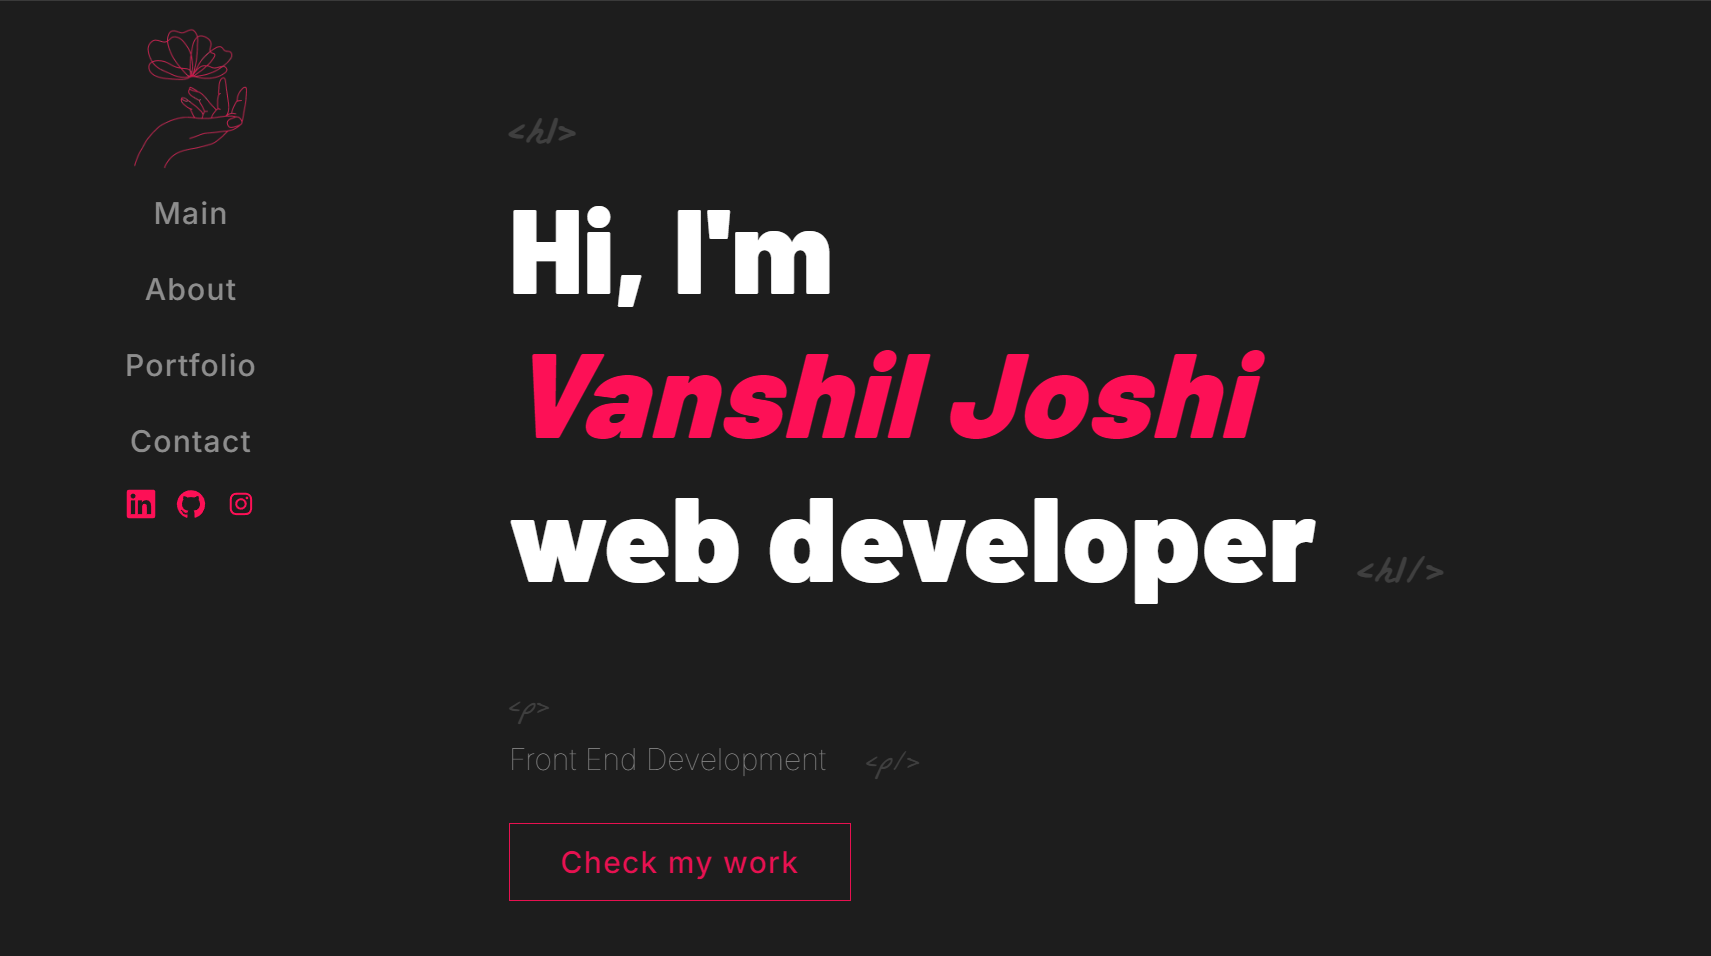 Main
About
Portfolio
Contact
<h1>
Hi, I'm
Vanshil Joshi
web developer <h1/>
<p>
Front End Development <p/>
Check my work